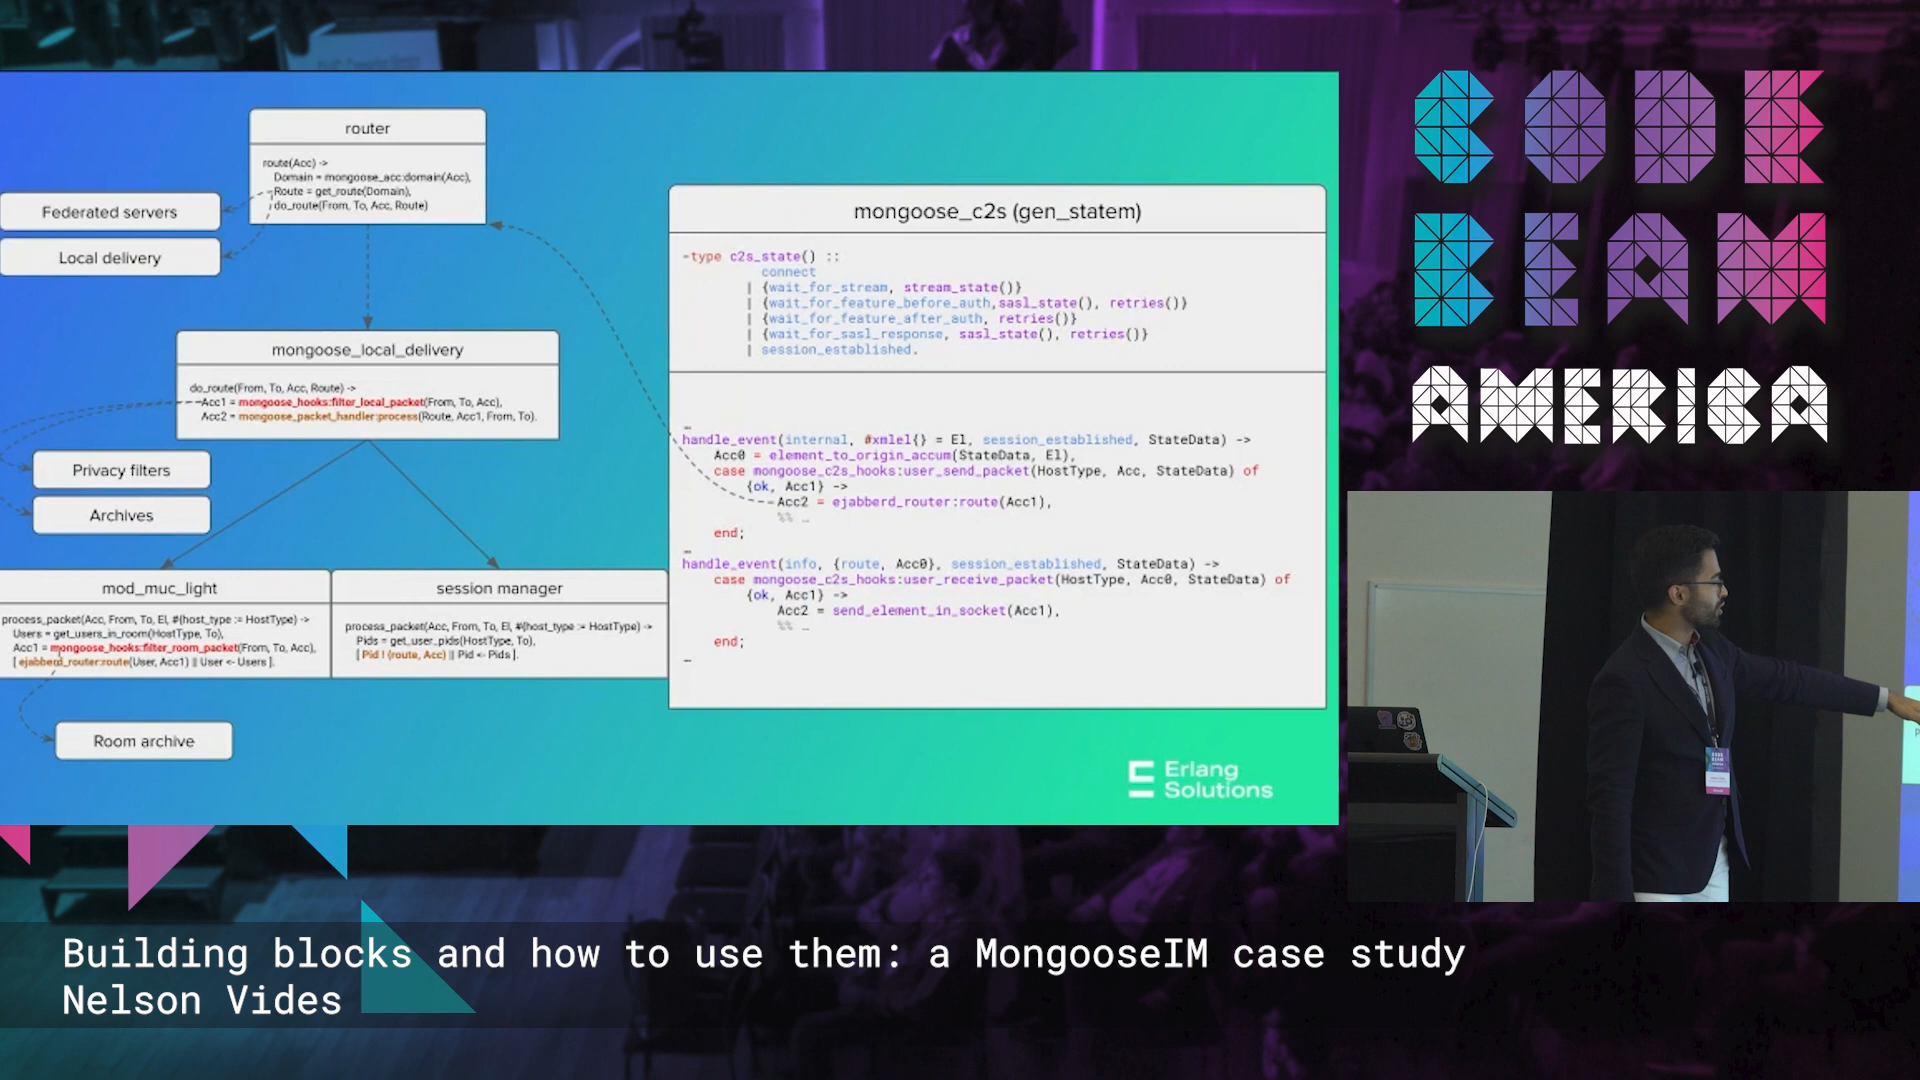 router
route(Acc) ->
Domain = mongoose_acc:domain(Acc),
Route = get_route(Domain),
do_route(From, To, Acc, Route)
Federated servers
Local delivery
mongoose_local_delivery
do_route(From, To, Acc, Route) ->
Acc1 = mongoose_hooks:filter_local_packet(From, To, Acc),
Acc2 = mongoose_packet_handler:process(Route, Acc1, From, To).
Privacy filters
Archives
mod_muc_light
process_packet(Acc, From, To, El, #{host_type := HostType) ->
Users = get_users_in_room(HostType, To),
Acc1 = mongoose_hooks:filter_room_packet(From, To, Acc),
[ ejabberd_router:route(User, Acc1) || User <- Users ].
session manager
process_packet(Acc, From, To, El, #{host_type := HostType) ->
Pids = get_user_pids(HostType, To),
[ Pid ! {route, Acc) || Pid <- Pids ].
Room archive
mongoose_c2s (gen_statem)
-type c2s_state() ::
connect
| {wait_for_stream, stream_state()}
| {wait_for_feature_before_auth,sasl_state(), retries()}
| {wait_for_feature_after_auth, retries()}
| {wait_for_sasl_response, sasl_state(), retries()}
| session_established.
…
handle_event(internal, #xmlel{} = El, session_established, StateData) ->
Acc0 = element_to_origin_accum(StateData, El),
case mongoose_c2s_hooks:user_send_packet(HostType, Acc, StateData) of
{ok, Acc1} ->
Acc2 = ejabberd_router:route(Acc1),
%% …
end;
…
handle_event(info, {route, Acc0}, session_established, StateData) ->
case mongoose_c2s_hooks:user_receive_packet(HostType, Acc0, StateData) of
{ok, Acc1} ->
Acc2 = send_element_in_socket(Acc1),
%% …
end;
…
Erlang
Solutions
CODE
BEAM
AMERICA
Building blocks and how to use them: a MongooseIM case study
Nelson Vides